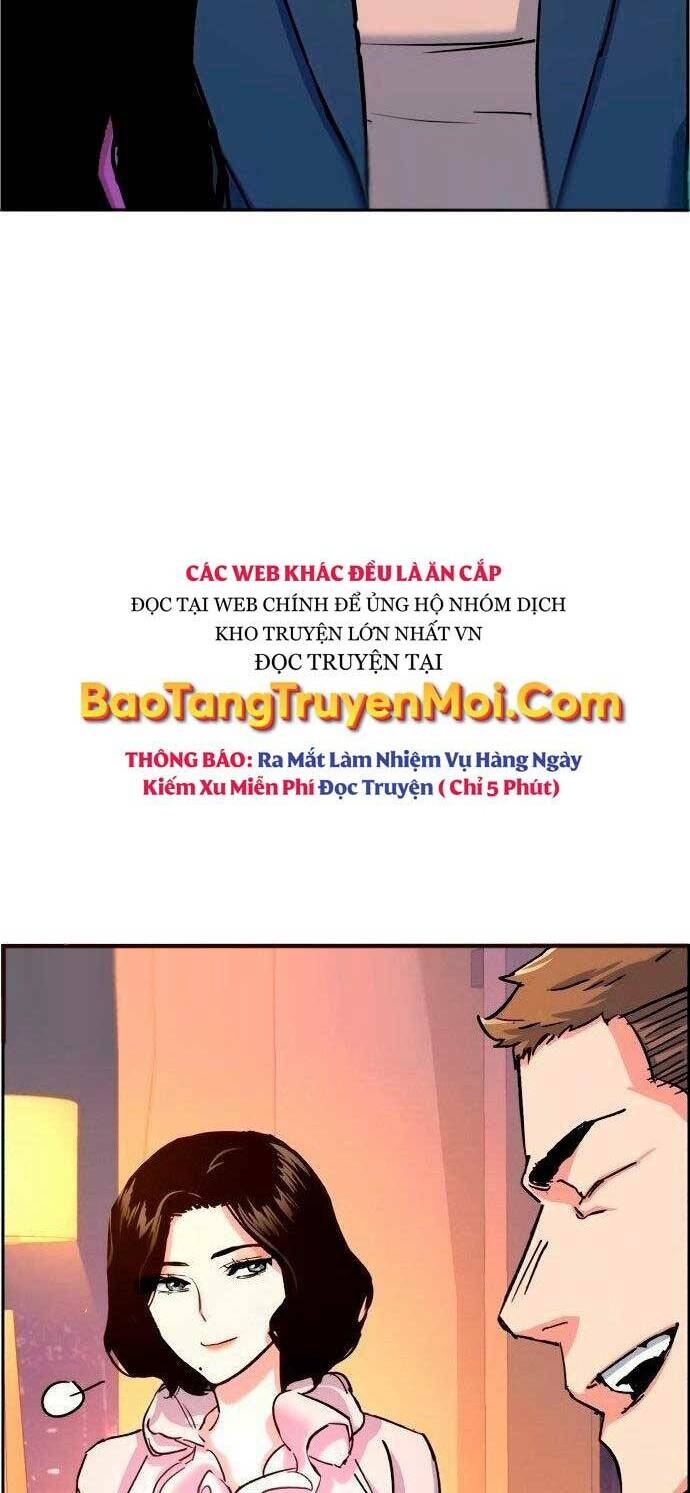 CÁC WEB KHÁC ĐỀU LÀ ĂN CẮP
ĐỌC TẠI WEB CHÍNH ĐỂ ỦNG HỘ NHÓM DỊCH
KHO TRUYỆN LỚN NHẤT VN
ĐỌC TRUYỆN TẠI
BaoTangTruyenMoi.Com
THÔNG BÁO: Ra Mắt Làm Nhiệm Vụ Hàng Ngày
Kiếm Xu Miễn Phí Đọc Truyện ( Chỉ 5 Phút)